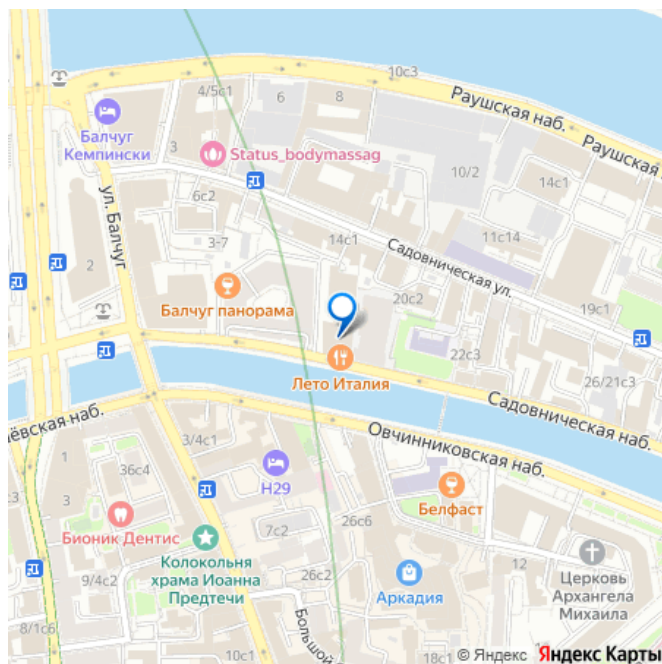 10с3
4/5с1
6
8
Раушская наб.
Раушская
Балчуг
Кемпински
3
Status_bodymassag
10/2
14с1
6с2
ул. Балчуг
3-7
14с1
Садовническая ул.
11с14
2
20с2
19с1
Балчуг панорама
22с3
26/21с3
Лето Италия
Садовническая наб.
ёвская наб.
Овчинниковская наб.
1
3/4с1
36с4
Н29
3
Белфаст
Бионик Дентис
7с2
26с6
Колокольня
храма Иоанна
Предтечи
9/4с2
26с2
12
Церковь
Архангела
Михаила
Аркадия
8/1с6
10с1
Большой
18с1
© Яндекс Яндекс Карты